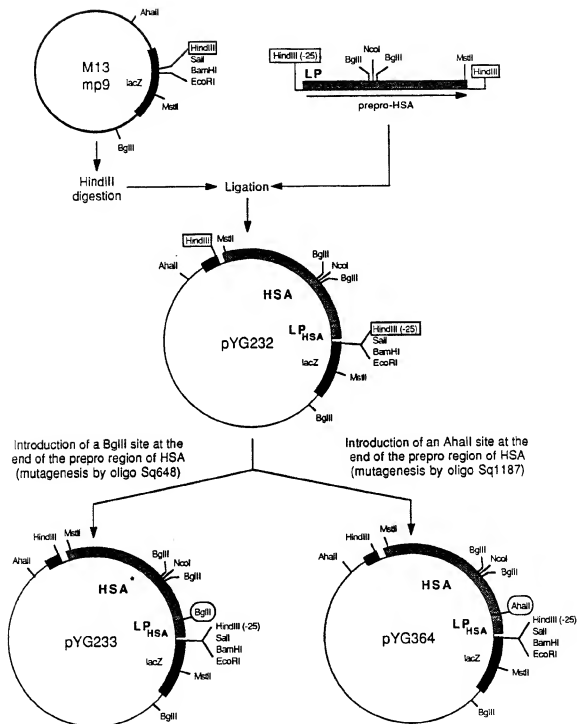 AhaII
M13
mp9
lacZ
HindIII
SalI
BamHI
EcoRI
MstII
BglII
HindIII (-25)
LP
BglII
NcoI
BglII
MstII
HindIII
prepro-HSA
HindIII
digestion
Ligation
HindIII
MstII
AhaII
BglII
NcoI
BglII
HSA
LPHSA
pYG232
lacZ
HindIII (-25)
SalI
BamHI
EcoRI
MstII
BglII
Introduction of a BglII site at the
end of the prepro region of HSA
(mutagenesis by oligo Sq648)
Introduction of an AhaII site at the
end of the prepro region of HSA
(mutagenesis by oligo Sq1187)
HindIII
MstII
AhaII
BglII
NcoI
BglII
HSA*
BglII
LPHSA
pYG233
lacZ
HindIII (-25)
SalI
BamHI
EcoRI
MstII
BglII
HindIII
MstII
AhaII
BglII
NcoI
BglII
HSA
AhaII
LPHSA
pYG364
lacZ
HindIII (-25)
SalI
BamHI
EcoRI
MstII
BglII